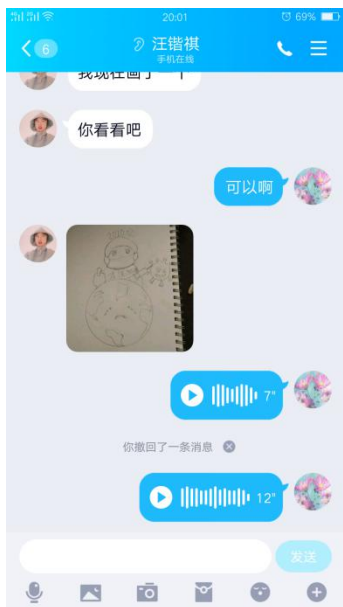 20:01
69%
6
汪锴祺
手机在线
我现在画了一个
你看看吧
可以啊
7"
你撤回了一条消息
12"
发送